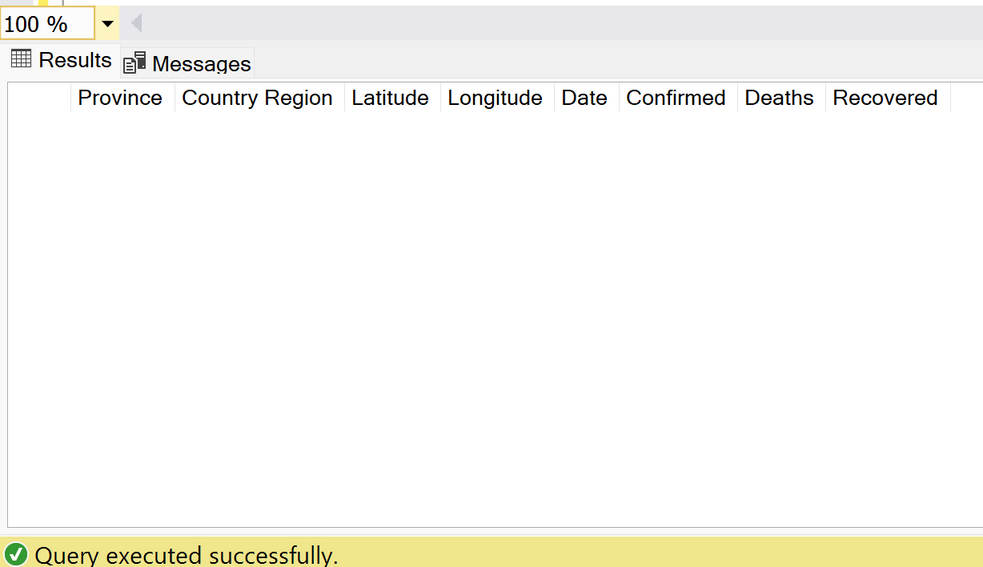 100 %
Results Messages
Province Country Region Latitude Longitude Date Confirmed Deaths Recovered
Query executed successfully.